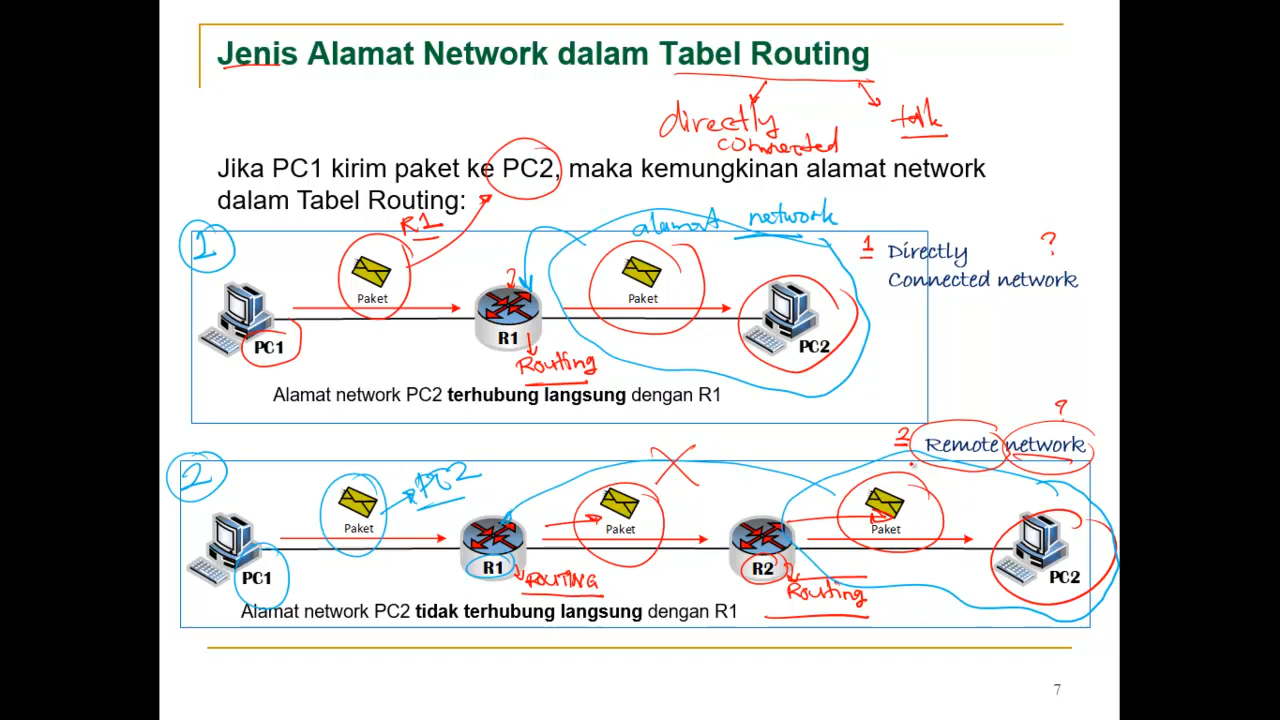 Jenis Alamat Network dalam Tabel Routing
directly
connected
tdk
Jika PC1 kirim paket ke PC2, maka kemungkinan alamat network
dalam Tabel Routing:
1
R1
Paket
PC1
?
R1
Routing
alamat network
Paket
PC2
1 Directly ?
Connected network
Alamat network PC2 terhubung langsung dengan R1
?
2 Remote network
2
Paket
PC2
PC1
R1
ROUTING
Paket
R2
Routing
Paket
PC2
Alamat network PC2 tidak terhubung langsung dengan R1
7